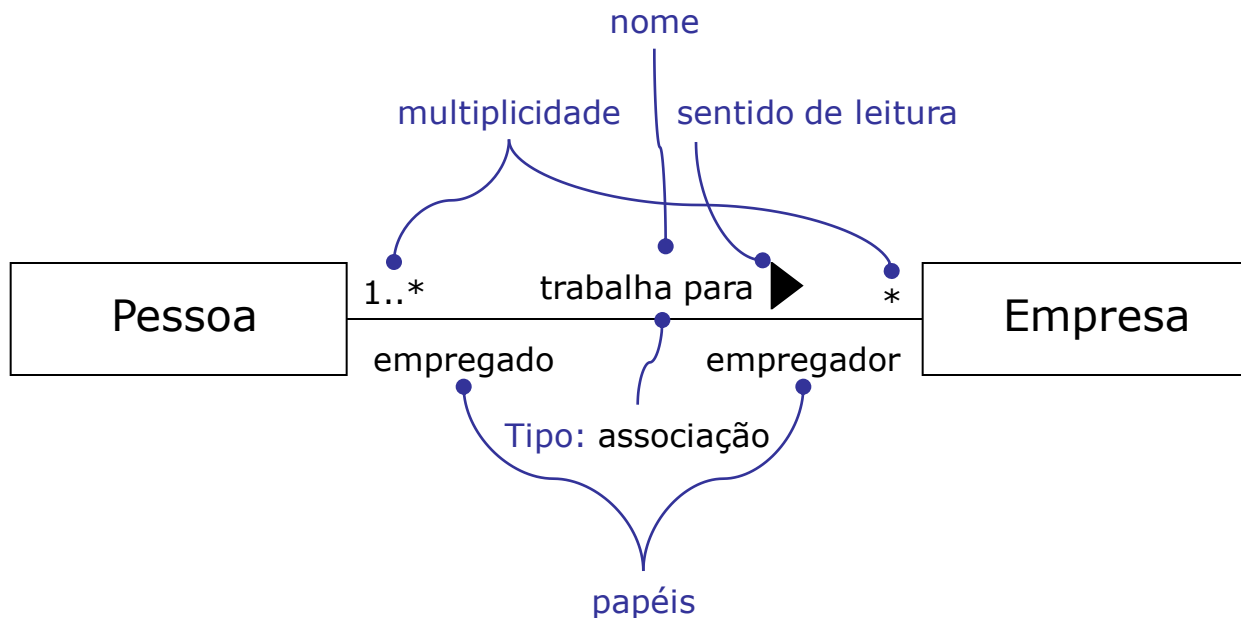 nome
multiplicidade
sentido de leitura
Pessoa
1..*
trabalha para
*
Empresa
empregado
empregador
Tipo: associação
papéis